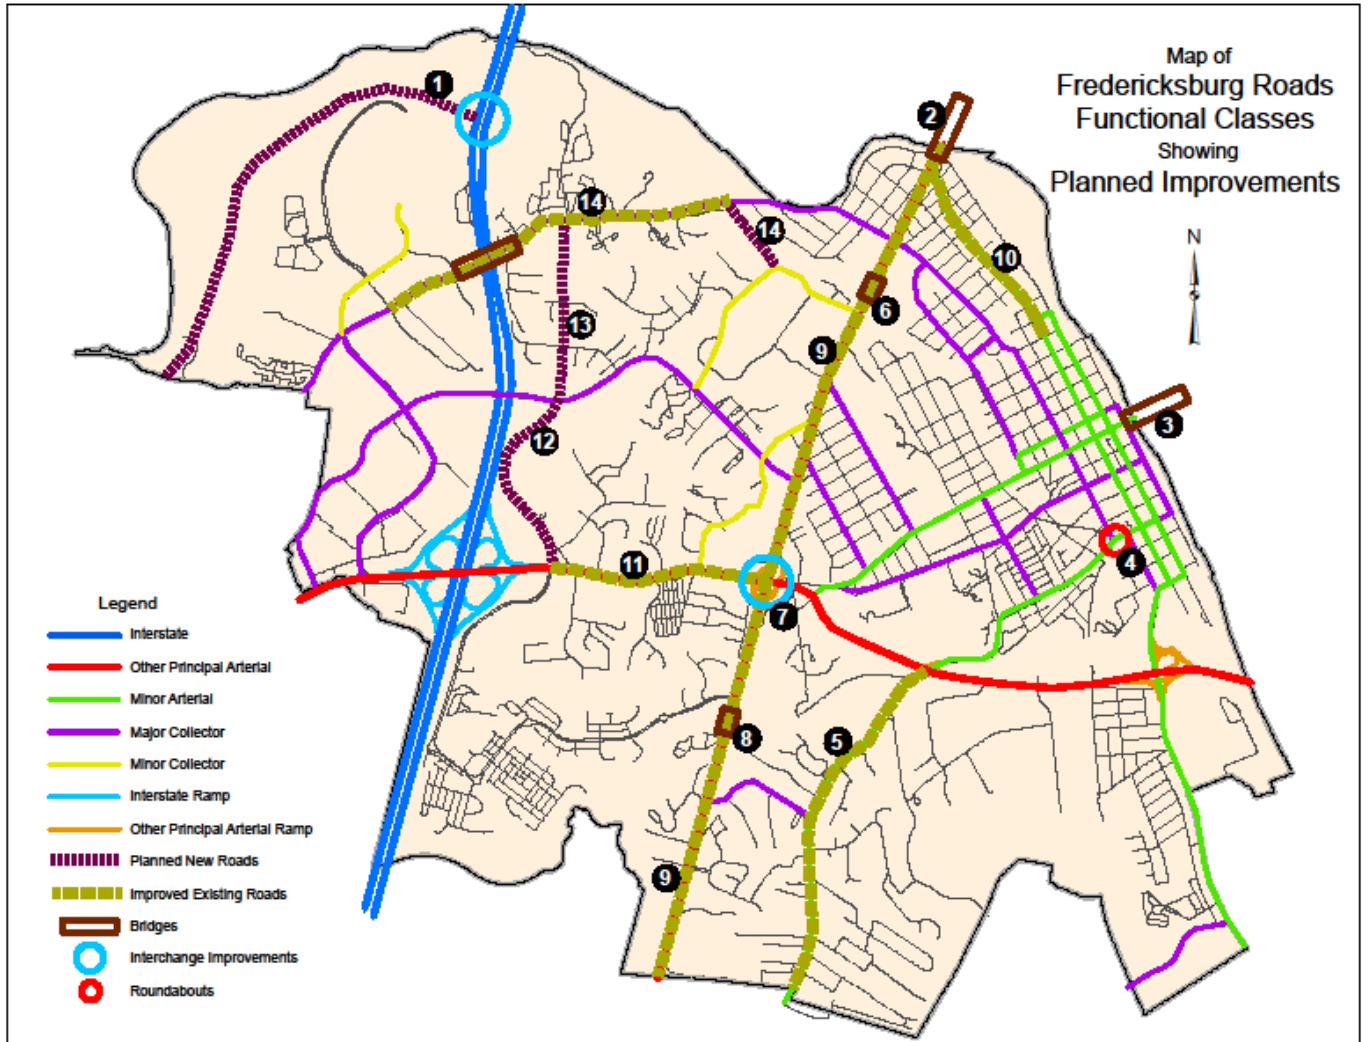 Map of
Fredericksburg Roads
Functional Classes
Showing
Planned Improvements
N
1
2
14
14
10
6
13
9
3
12
4
11
7
8
5
9
Legend
Interstate
Other Principal Arterial
Minor Arterial
Major Collector
Minor Collector
Interstate Ramp
Other Principal Arterial Ramp
Planned New Roads
Improved Existing Roads
Bridges
Interchange Improvements
Roundabouts